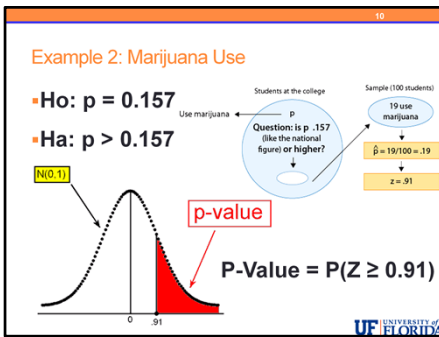 10
Example 2: Marijuana Use
▪Ho: p = 0.157
▪Ha: p > 0.157
Students at the college
Use marijuana
p
Question: is p .157
(like the national
figure) or higher?
Sample (100 students)
19 use
marijuana
p̂ = 19/100 = .19
z = .91
N(0,1)
p-value
0
.91
P-Value = P(Z ≥ 0.91)
UF UNIVERSITY of
FLORIDA